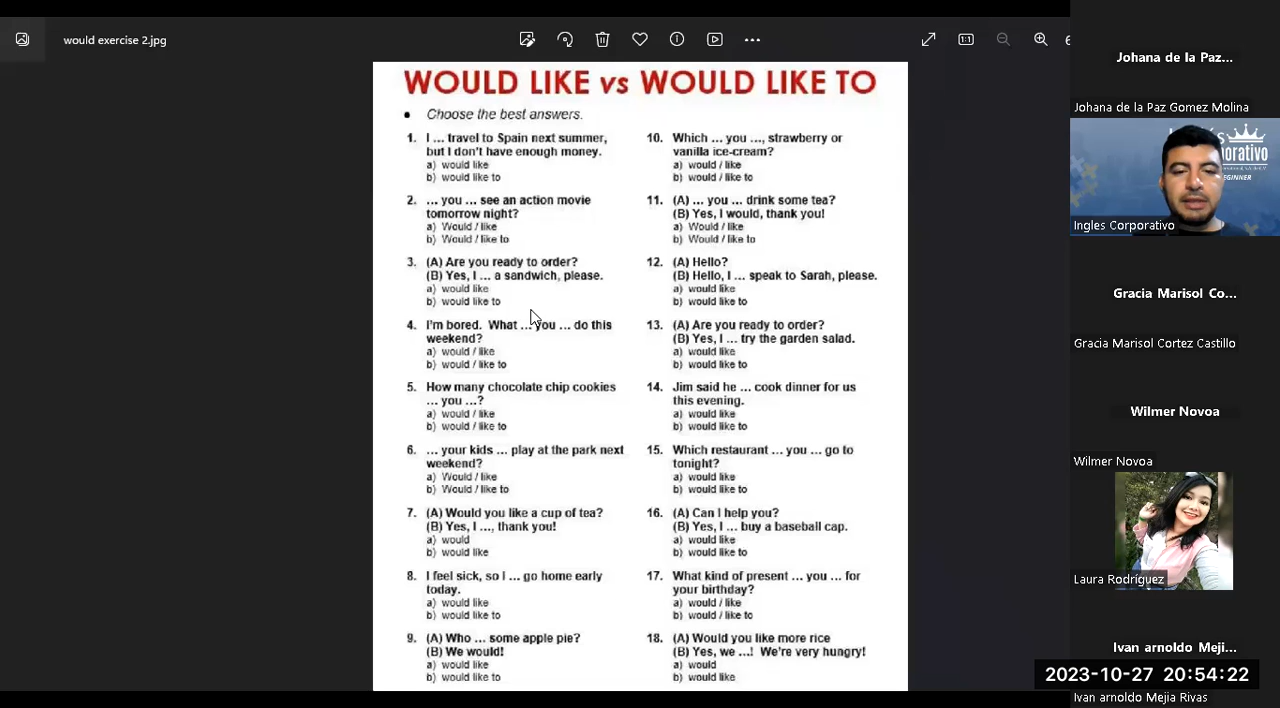 would exercise 2.jpg
WOULD LIKE vs WOULD LIKE TO
• Choose the best answers.
1. I ... travel to Spain next summer,
but I don't have enough money.
a) would like
b) would like to
2. ... you ... see an action movie
tomorrow night?
a) Would / like
b) Would / like to
3. (A) Are you ready to order?
(B) Yes, I ... a sandwich, please.
a) would like
b) would like to
4. I'm bored. What ... you ... do this
weekend?
a) would / like
b) would / like to
5. How many chocolate chip cookies
... you ...?
a) would / like
b) would / like to
6. ... your kids ... play at the park next
weekend?
a) Would / like
b) Would / like to
7. (A) Would you like a cup of tea?
(B) Yes, I ..., thank you!
a) would
b) would like
8. I feel sick, so I ... go home early
today.
a) would like
b) would like to
9. (A) Who ... some apple pie?
(B) We would!
a) would like
b) would like to
10. Which ... you ..., strawberry or
vanilla ice-cream?
a) would / like
b) would / like to
11. (A) ... you ... drink some tea?
(B) Yes, I would, thank you!
a) Would / like
b) Would / like to
12. (A) Hello?
(B) Hello, I ... speak to Sarah, please.
a) would like
b) would like to
13. (A) Are you ready to order?
(B) Yes, I ... try the garden salad.
a) would like
b) would like to
14. Jim said he ... cook dinner for us
this evening.
a) would like
b) would like to
15. Which restaurant ... you ... go to
tonight?
a) would like
b) would like to
16. (A) Can I help you?
(B) Yes, I ... buy a baseball cap.
a) would like
b) would like to
17. What kind of present ... you ... for
your birthday?
a) would / like
b) would / like to
18. (A) Would you like more rice
(B) Yes, we ...! We're very hungry!
a) would
b) would like
Johana de la Paz...
Johana de la Paz Gomez Molina
Ingles Corporativo
Gracia Marisol Co...
Gracia Marisol Cortez Castillo
Wilmer Novoa
Wilmer Novoa
Laura Rodríguez
Ivan arnoldo Meji...
2023-10-27 20:54:22
Ivan arnoldo Mejia Rivas